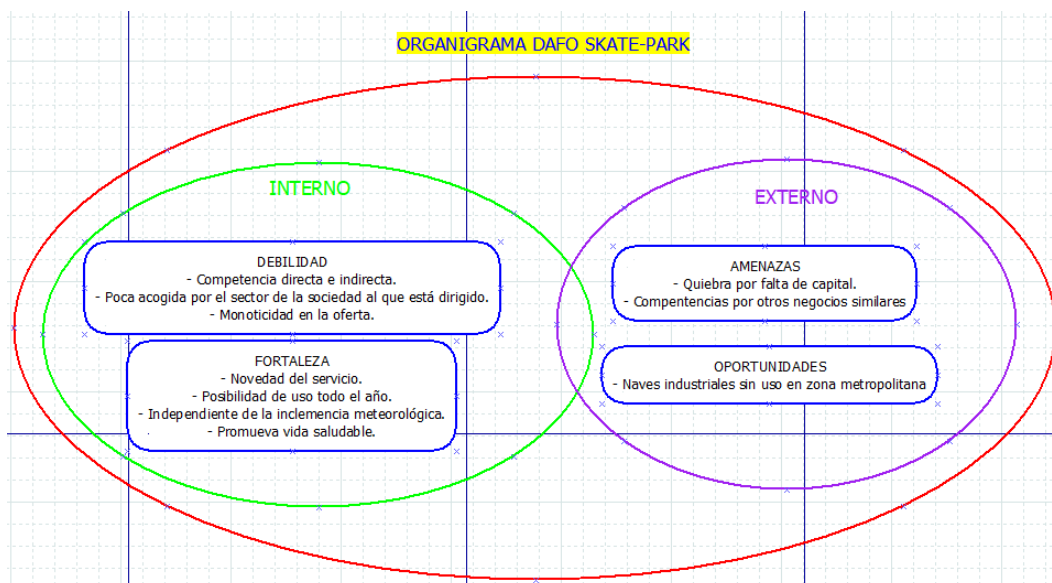 ORGANIGRAMA DAFO SKATE-PARK
INTERNO
DEBILIDAD
- Competencia directa e indirecta.
- Poca acogida por el sector de la sociedad al que está dirigido.
- Monoticidad en la oferta.
FORTALEZA
- Novedad del servicio.
- Posibilidad de uso todo el año.
- Independiente de la inclemencia meteorológica.
- Promueva vida saludable.
EXTERNO
AMENAZAS
- Quiebra por falta de capital.
- Compentencias por otros negocios similares
OPORTUNIDADES
- Naves industriales sin uso en zona metropolitana